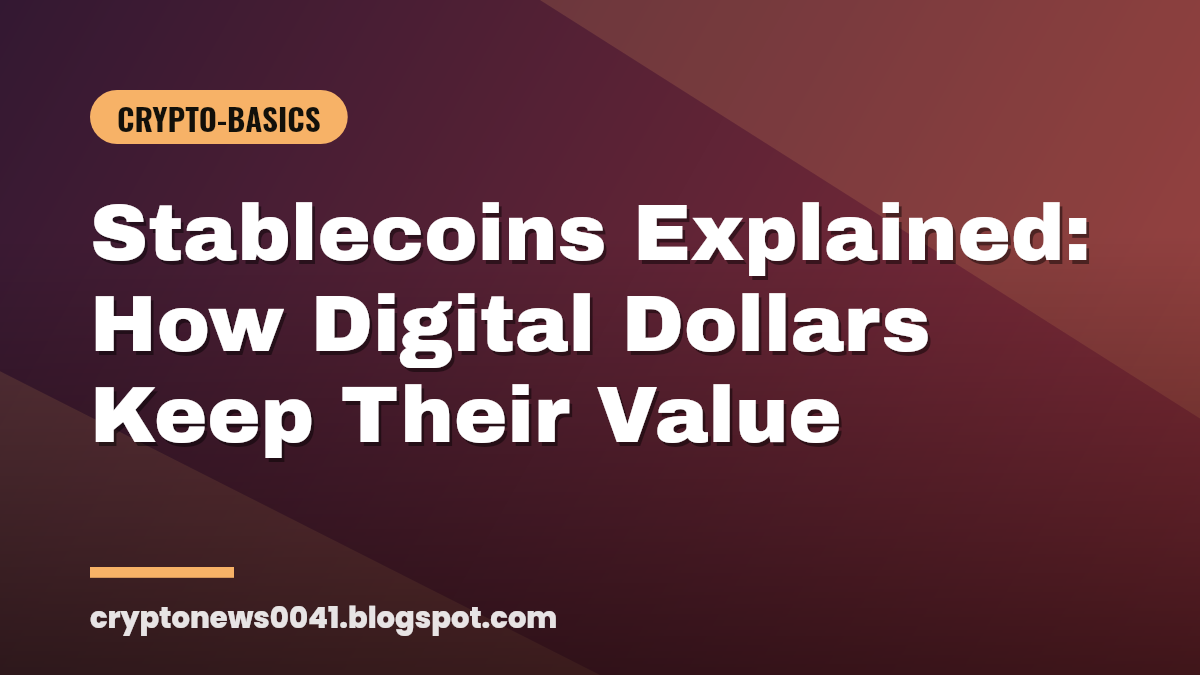 CRYPTO-BASICS
Stablecoins Explained:
How Digital Dollars
Keep Their Value
cryptonews0041.blogspot.com